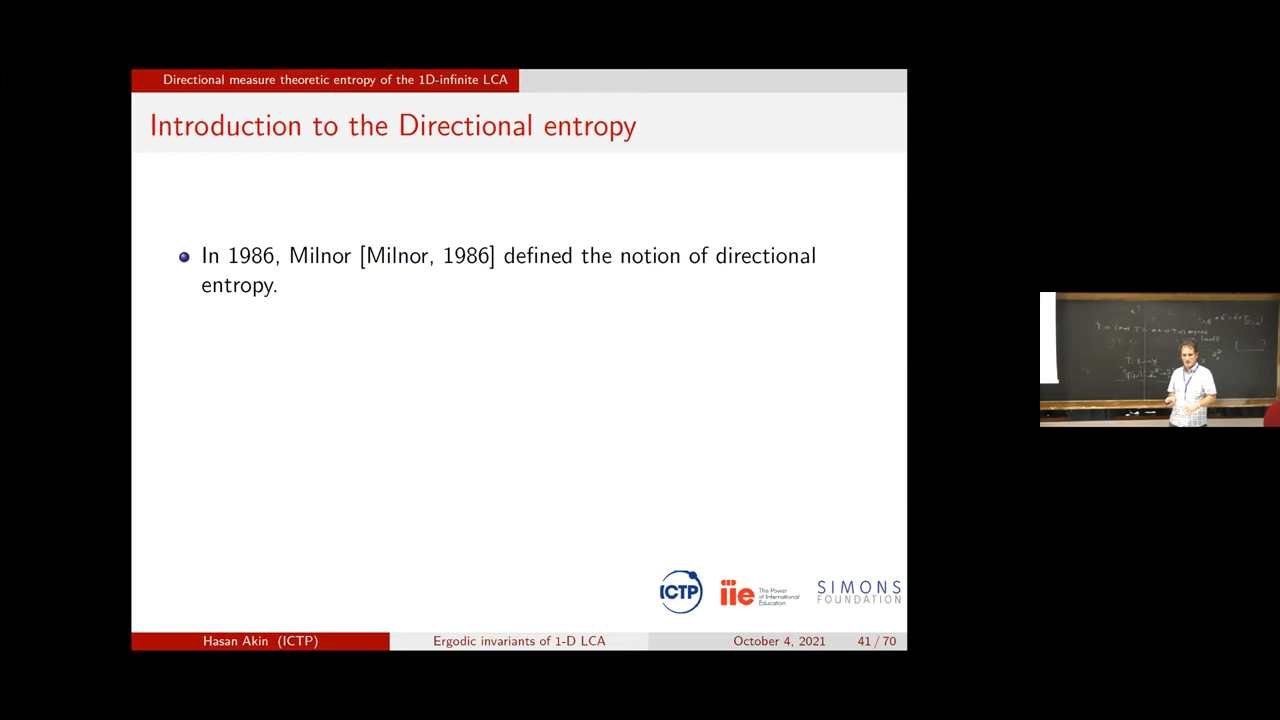 Directional measure theoretic entropy of the 1D-infinite LCA
Introduction to the Directional entropy
In 1986, Milnor [Milnor, 1986] defined the notion of directional
entropy.
ICTP
iie The Power
of International
Education
SIMONS
FOUNDATION
Hasan Akin (ICTP) Ergodic invariants of 1-D LCA October 4, 2021 41 / 70